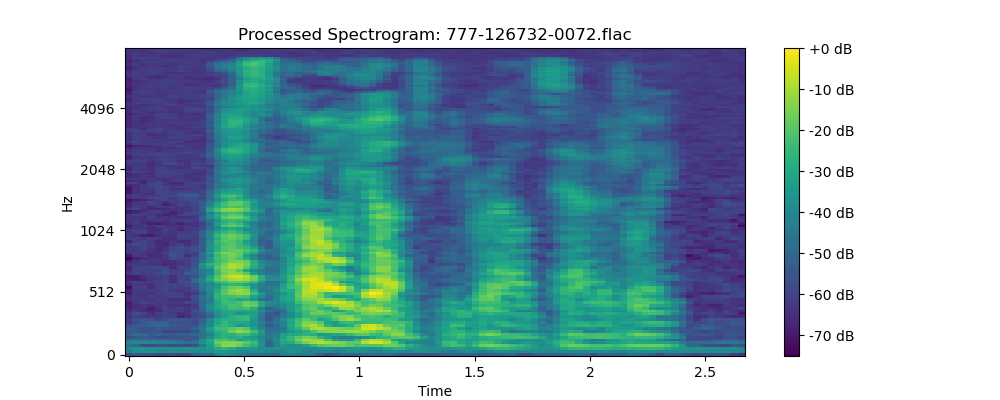 Processed Spectrogram: 777-126732-0072.flac
Hz
4096
2048
1024
512
0
0
0.5
1
1.5
2
2.5
Time
+0 dB
-10 dB
-20 dB
-30 dB
-40 dB
-50 dB
-60 dB
-70 dB